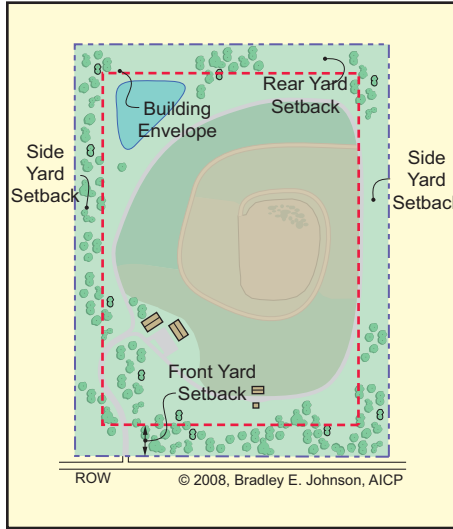 Rear Yard
Setback
Building
Envelope
Side
Yard
Setback
Side
Yard
Setback
Front Yard
Setback
ROW
© 2008, Bradley E. Johnson, AICP